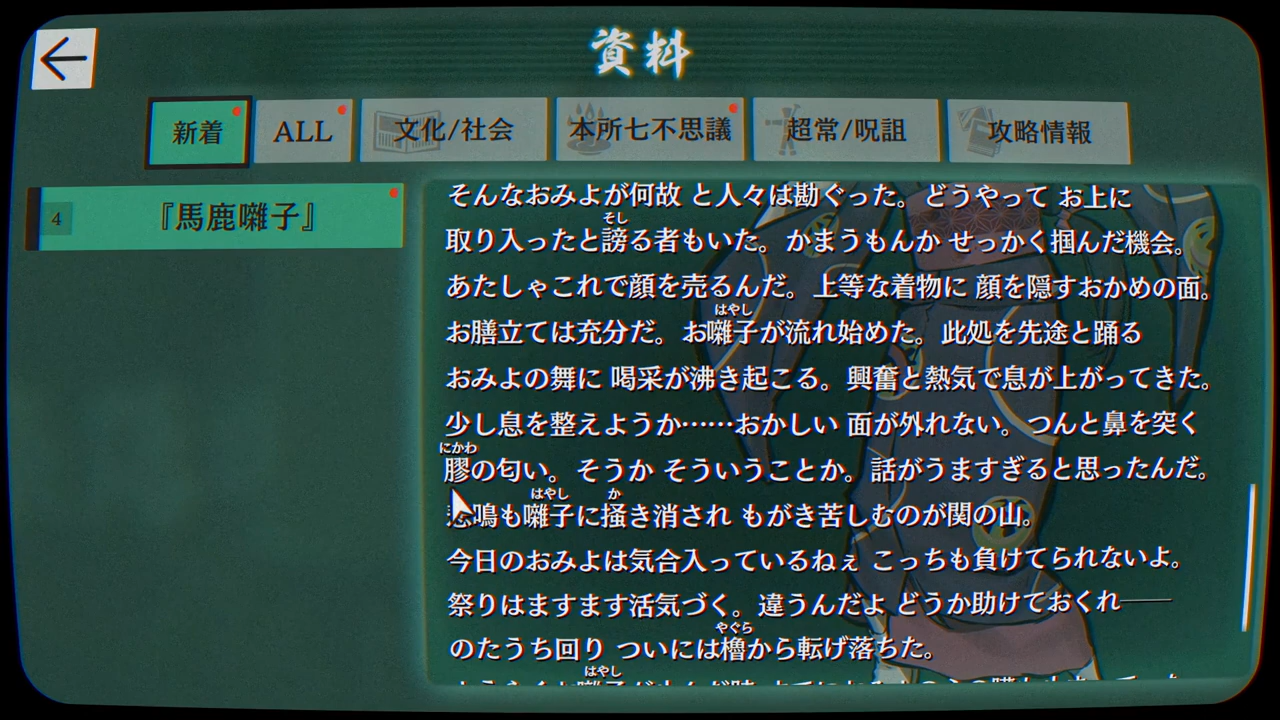 資料
新着
ALL
文化/社会
本所七不思議
超常/呪詛
攻略情報
4
『馬鹿囃子』
そんなおみよが何故 と人々は勘ぐった。どうやって お上に
そし
取り入ったと謗る者もいた。かまうもんか せっかく掴んだ機会。
あたしゃこれで顔を売るんだ。上等な着物に 顔を隠すおかめの面。
はやし
お膳立ては充分だ。お囃子が流れ始めた。此処を先途と踊る
おみよの舞に 喝采が沸き起こる。興奮と熱気で息が上がってきた。
少し息を整えようか……おかしい 面が外れない。つんと鼻を突く
にかわ
膠の匂い。そうか そういうことか。話がうますぎると思ったんだ。
はやし か
悲鳴も囃子に掻き消され もがき苦しむのが関の山。
今日のおみよは気合入っているねぇ こっちも負けてられないよ。
祭りはますます活気づく。違うんだよ どうか助けておくれ――
やぐら
のたうち回り ついには櫓から転げ落ちた。
はやし